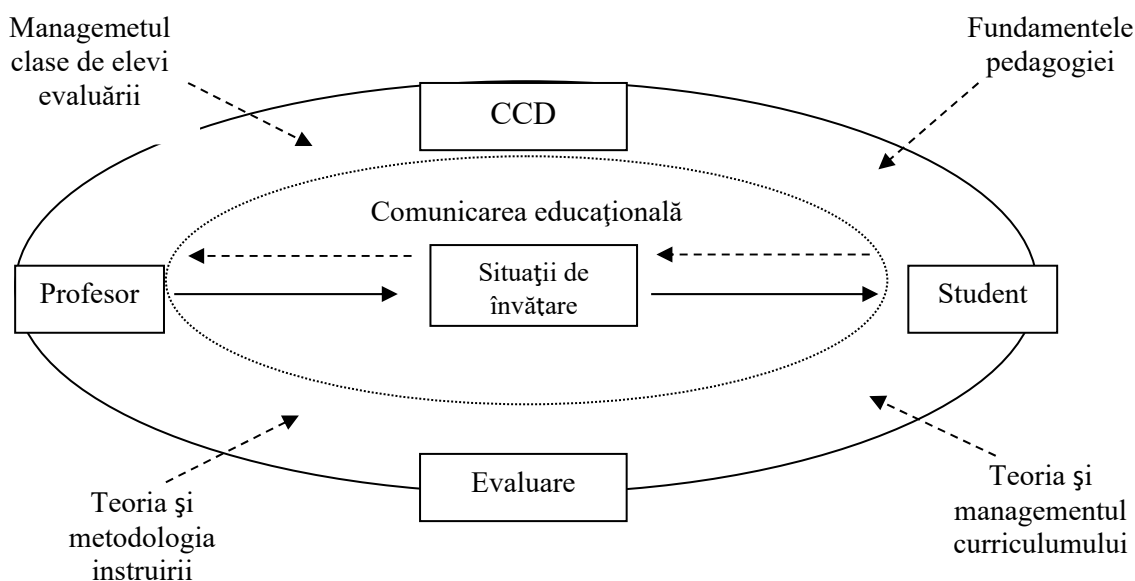 Managemetul
clase de elevi
evaluării
Fundamentele
pedagogiei
CCD
Comunicarea educaţională
Profesor
Situaţii de
învăţare
Student
Evaluare
Teoria şi
metodologia
instruirii
Teoria şi
managementul
curriculumului